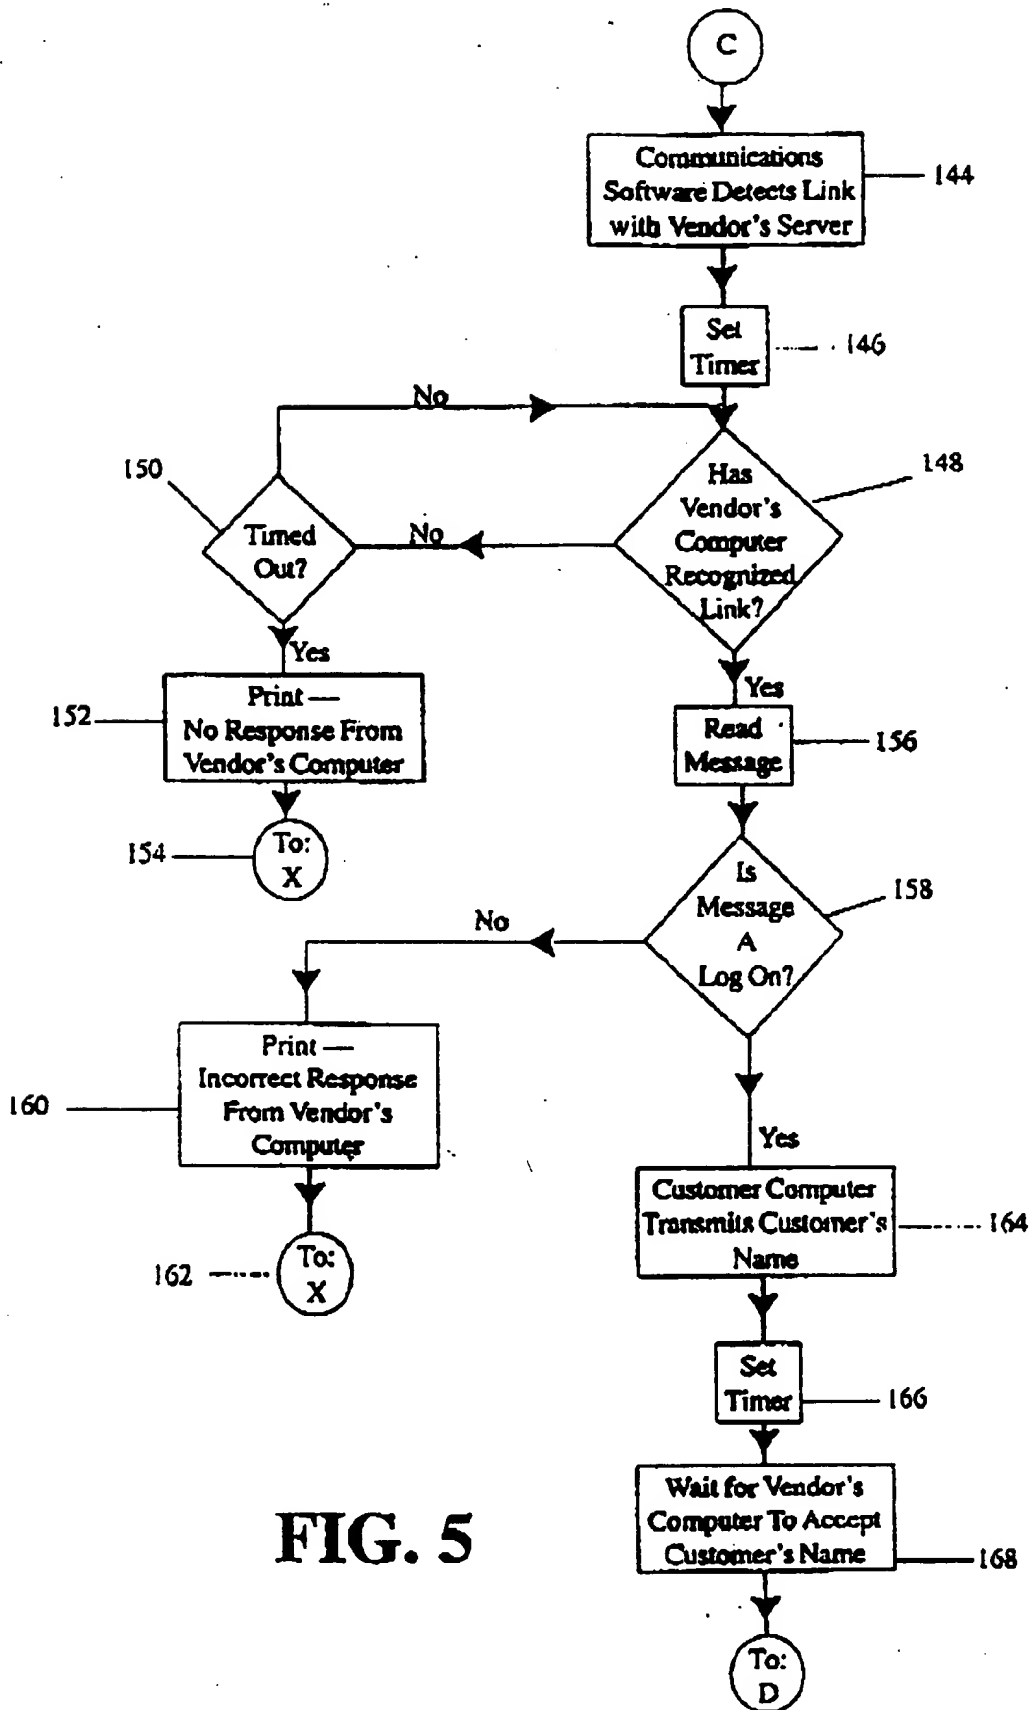 C
Communications
Software Detects Link
with Vendor's Server
144
Set
Timer
146
No
150
Timed
Out?
No
Has
Vendor's
Computer
Recognized
Link?
148
Yes
Print —
No Response From
Vendor's Computer
152
Yes
Read
Message
156
To:
X
154
Is
Message
A
Log On?
158
No
Print —
Incorrect Response
From Vendor's
Computer
160
Yes
Customer Computer
Transmits Customer's
Name
164
To:
X
162
Set
Timer
166
Wait for Vendor's
Computer To Accept
Customer's Name
168
FIG. 5
To:
D